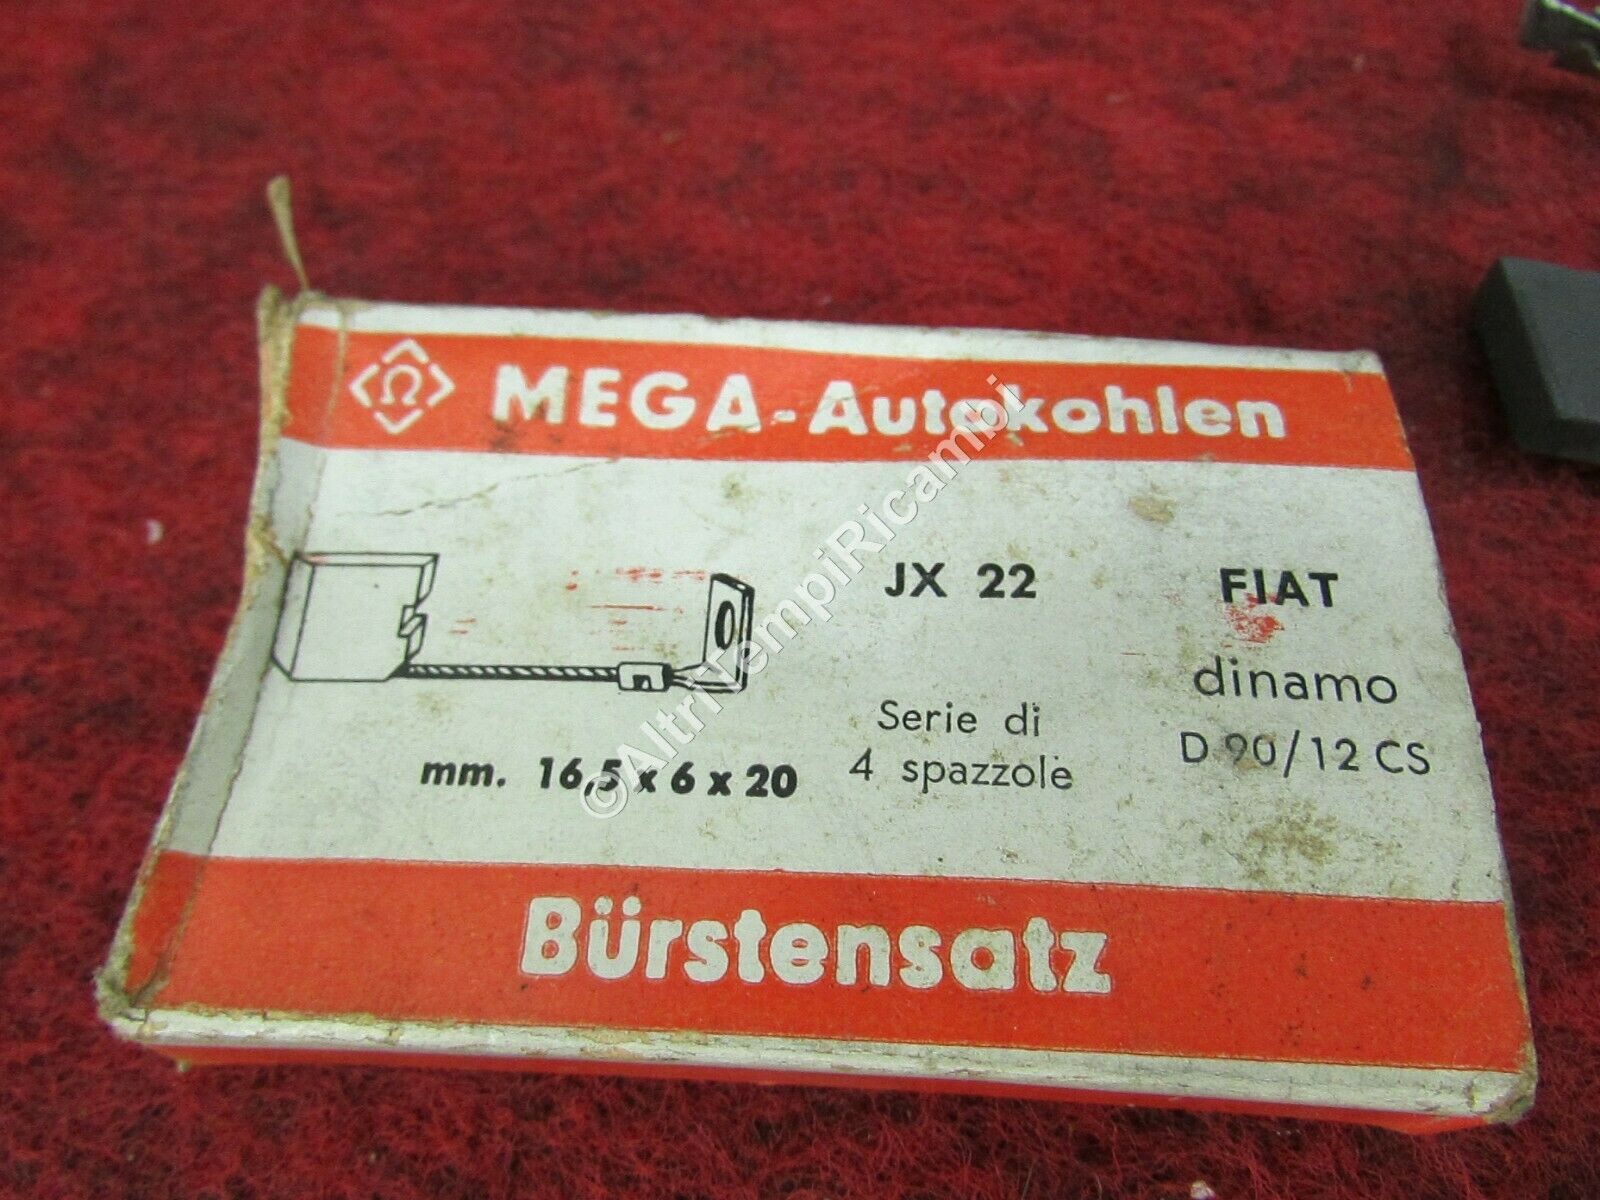 Ω MEGA-Autokohlen
JX 22
FIAT
dinamo
D 90/12 CS
Serie di
4 spazzole
mm. 16,5 x 6 x 20
Bürstensatz
©AltriTempiRicambi